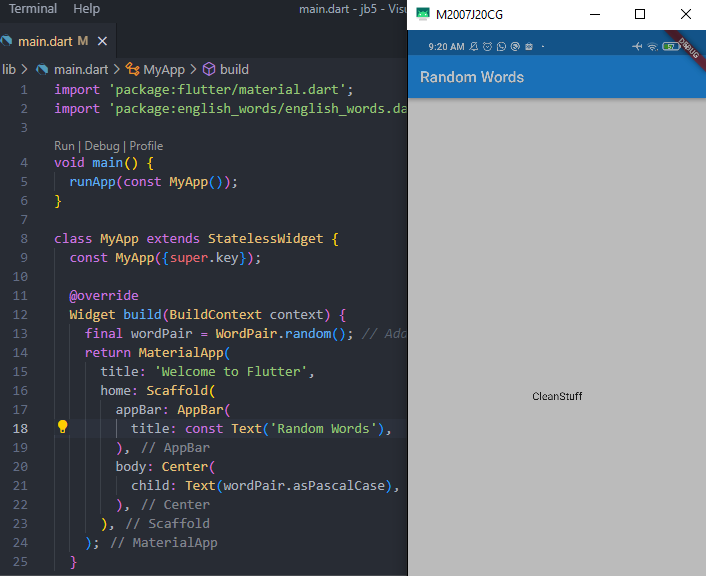 Terminal Help
main.dart - jb5 - Visu
main.dart M
lib > main.dart > MyApp > build
1 import 'package:flutter/material.dart';
2 import 'package:english_words/english_words.da
3
Run | Debug | Profile
4 void main() {
5 runApp(const MyApp());
6 }
7
8 class MyApp extends StatelessWidget {
9 const MyApp({super.key});
10
11 @override
12 Widget build(BuildContext context) {
13 final wordPair = WordPair.random(); // Add
14 return MaterialApp(
15 title: 'Welcome to Flutter',
16 home: Scaffold(
17 appBar: AppBar(
18 title: const Text('Random Words'),
19 ), // AppBar
20 body: Center(
21 child: Text(wordPair.asPascalCase),
22 ), // Center
23 ), // Scaffold
24 ); // MaterialApp
25 }
M2007J20CG
9:20 AM
DEBUG
Random Words
CleanStuff